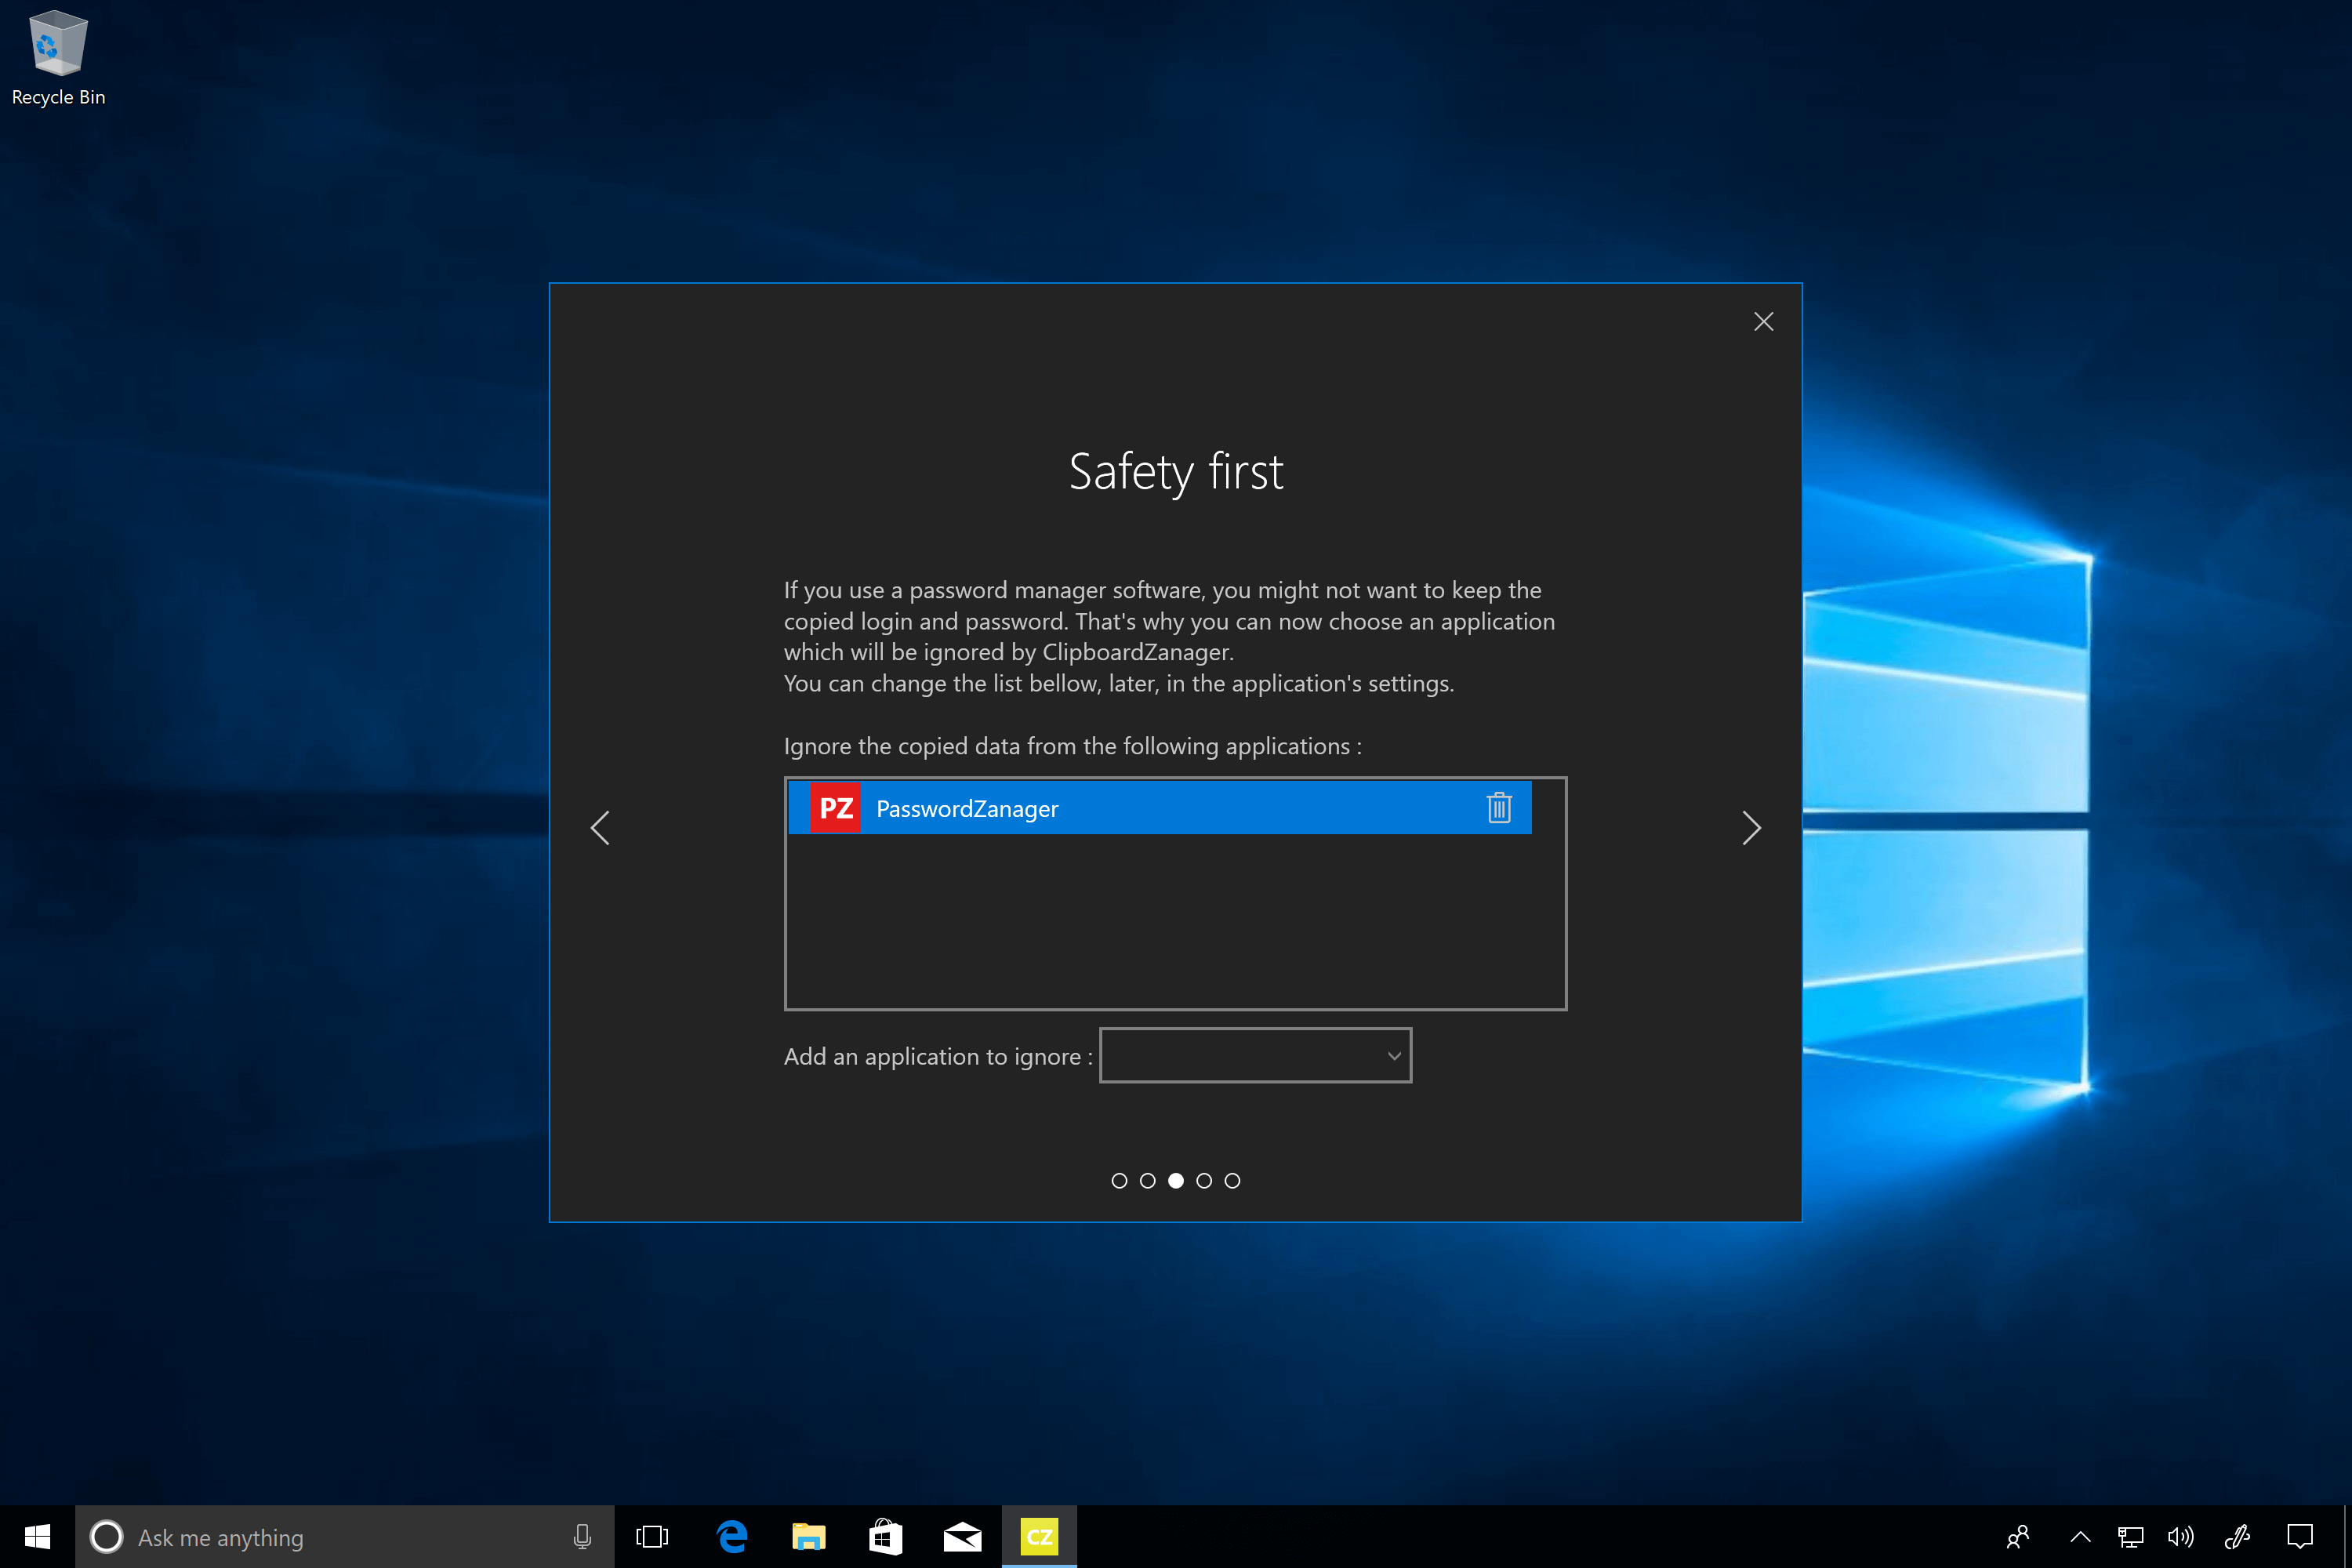 Recycle Bin
Safety first
If you use a password manager software, you might not want to keep the
copied login and password. That's why you can now choose an application
which will be ignored by ClipboardZanager.
You can change the list bellow, later, in the application's settings.
Ignore the copied data from the following applications :
PZ PasswordZanager
Add an application to ignore :
Ask me anything
CZ